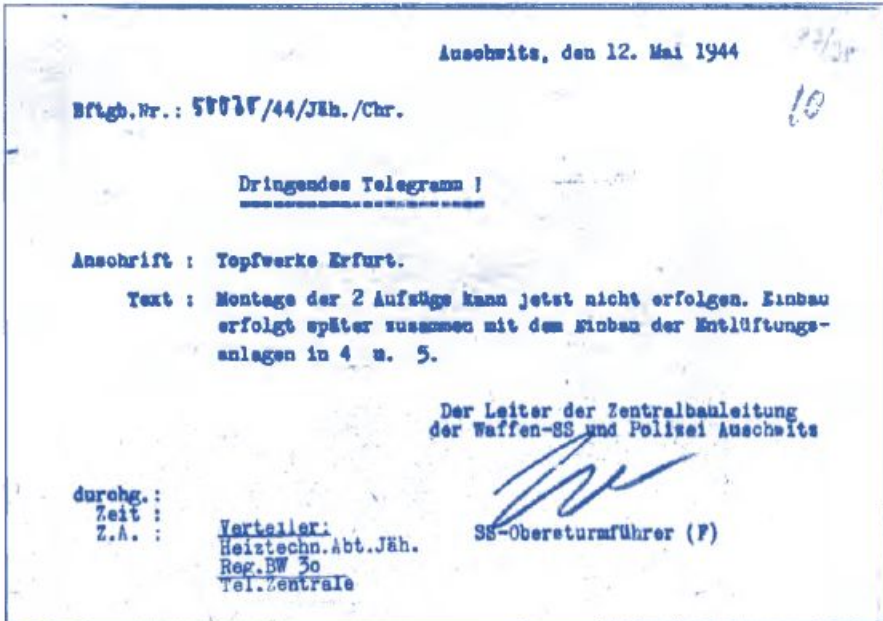 Auschwitz, den 12. Mai 1944
10
Bftgb.Nr.: /44/Jäh./Chr.
Dringendes Telegramm !
Anschrift : Topfwerke Erfurt.
Text : Montage der 2 Aufzüge kann jetzt nicht erfolgen. Einbau
erfolgt später zusammen mit dem Einbau der Entlüftungs-
anlagen in 4 u. 5.
Der Leiter der Zentralbauleitung
der Waffen-SS und Polizei Auschwitz
durchg.:
Zeit :
Z.A. :
SS-Obersturmführer (F)
Verteiler:
Heiztechn.Abt.Jäh.
Reg.BW 3o
Tel.Zentrale